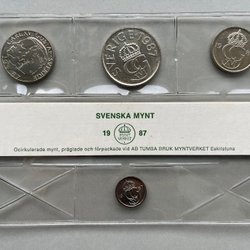 SVERIGE 1987
SVENSKA MYNT
19 87
Ocirkulerade mynt, präglade och förpackade vid AB TUMBA BRUK MYNTVERKET Eskilstuna